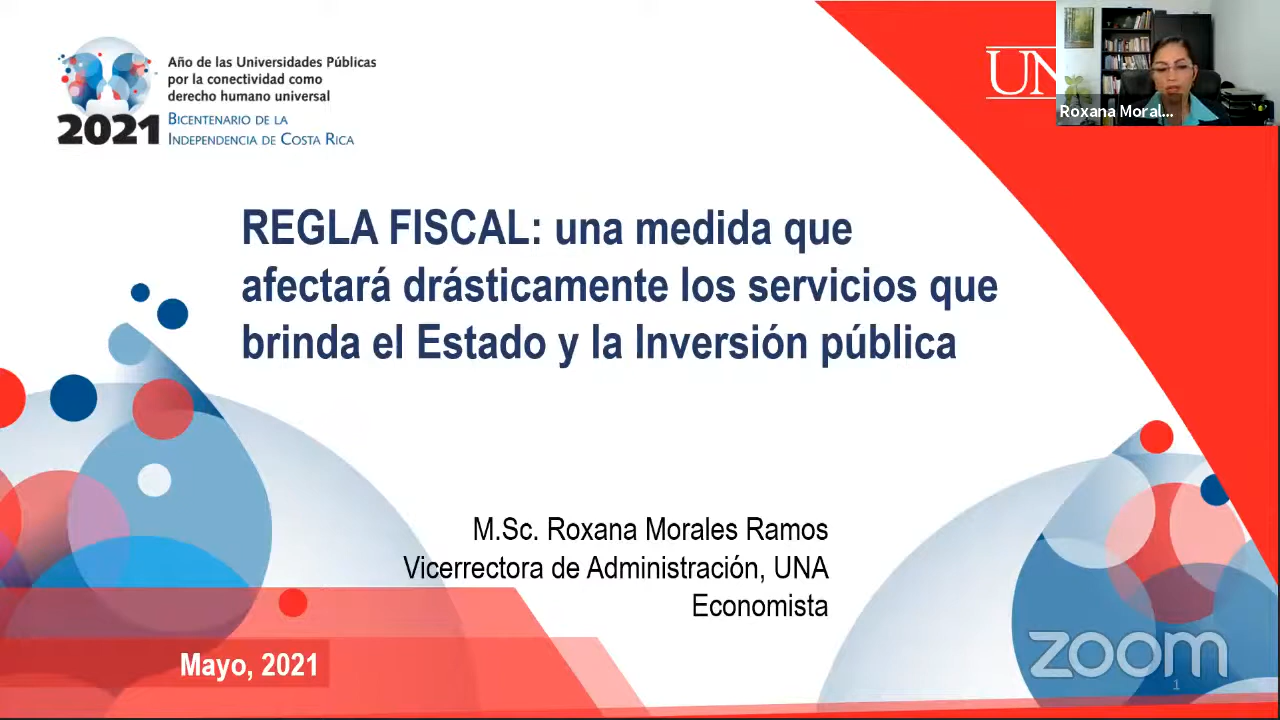 2021
Año de las Universidades Públicas
por la conectividad como
derecho humano universal
BICENTENARIO DE LA
INDEPENDENCIA DE COSTA RICA
UN
Roxana Moral...
REGLA FISCAL: una medida que
afectará drásticamente los servicios que
brinda el Estado y la Inversión pública
M.Sc. Roxana Morales Ramos
Vicerrectora de Administración, UNA
Economista
Mayo, 2021
zoom
1